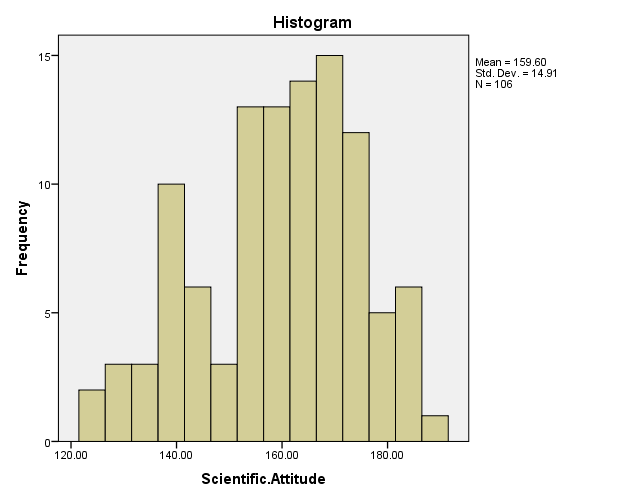 Histogram
Mean = 159.60
Std. Dev. = 14.91
N = 106
15
10
5
0
Frequency
120.00 140.00 160.00 180.00
Scientific.Attitude